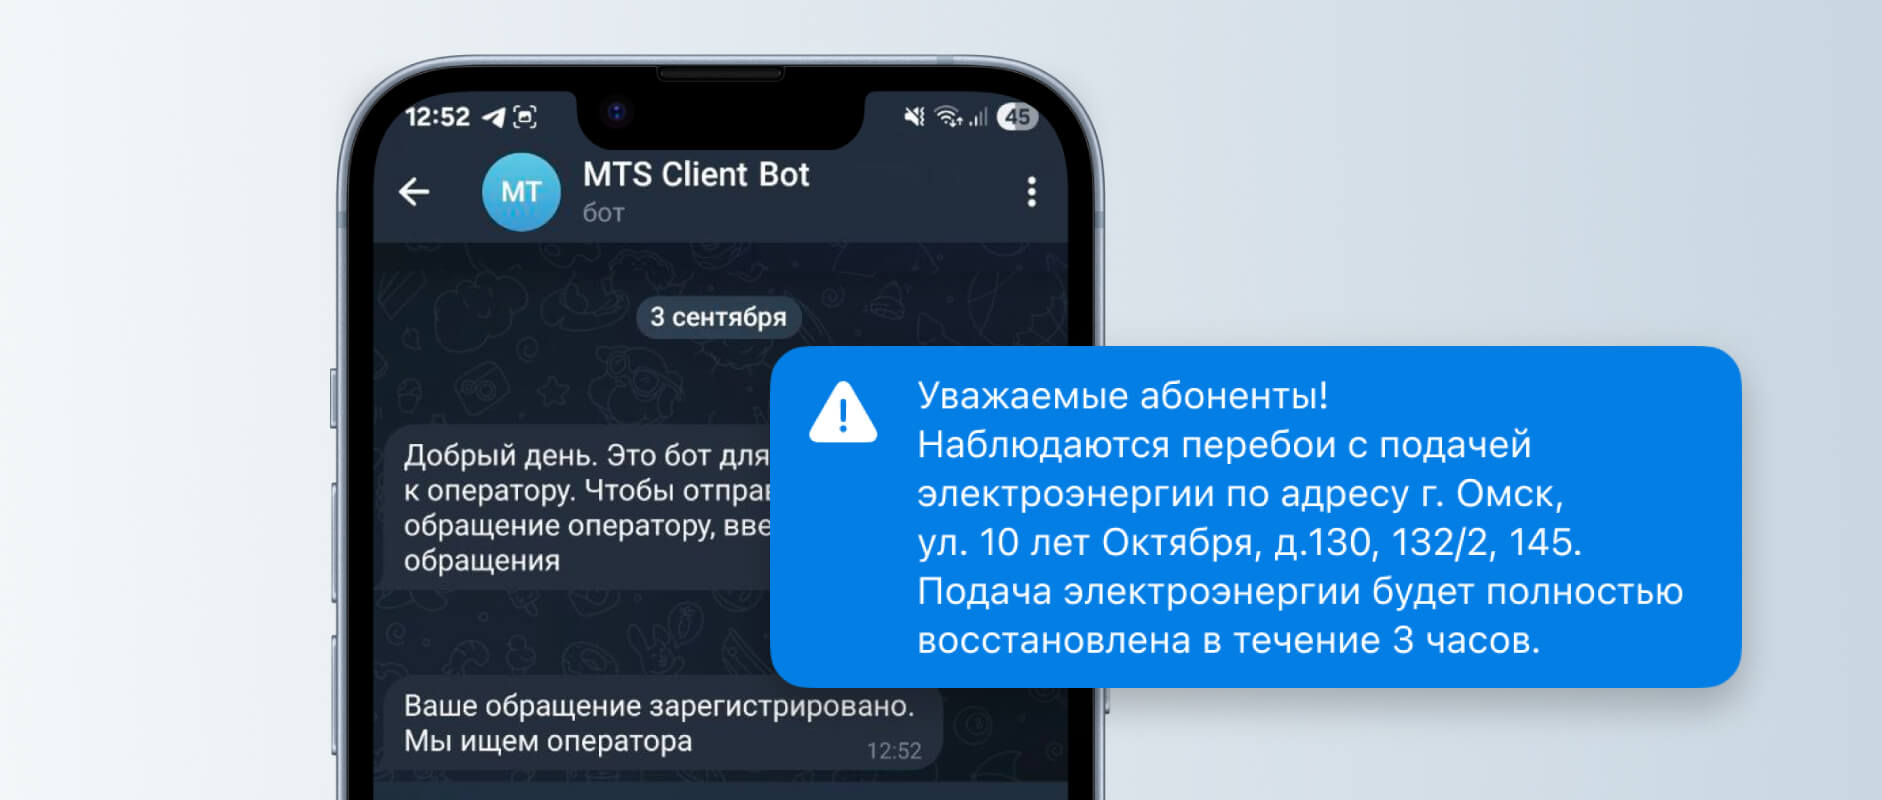 12:52
45
МТ
MTS Client Bot
бот
3 сентября
Добрый день. Это бот для
к оператору. Чтобы отправ
обращение оператору, вве
обращения
Уважаемые абоненты!
Наблюдаются перебои с подачей
электроэнергии по адресу г. Омск,
ул. 10 лет Октября, д.130, 132/2, 145.
Подача электроэнергии будет полностью
восстановлена в течение 3 часов.
Ваше обращение зарегистрировано.
Мы ищем оператора
12:52